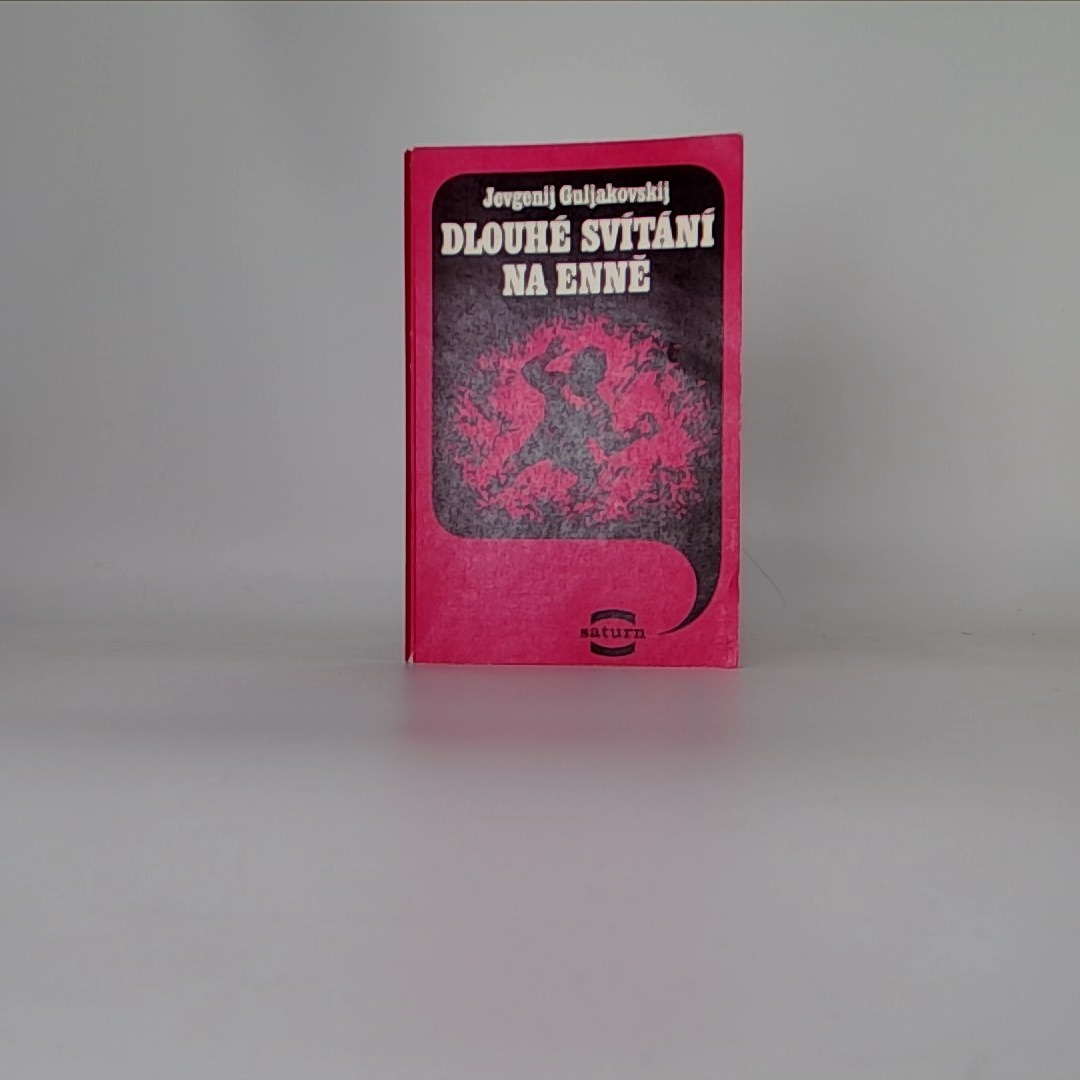 Jevgenij Guljakovskij
DLOUHÉ SVÍTÁNÍ
NA ENNĚ
saturn